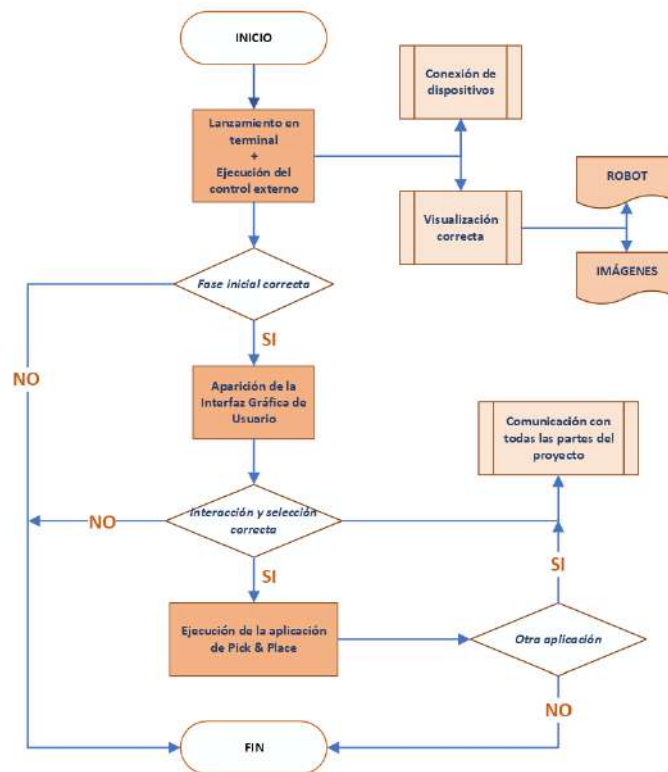 INICIO
Conexión de
dispositivos
Lanzamiento en
terminal
+
Ejecución del
control externo
ROBOT
Visualización
correcta
IMÁGENES
Fase inicial correcta
SI
NO
Aparición de la
Interfaz Gráfica de
Usuario
Comunicación con
todas las partes del
proyecto
Interacción y selección
correcta
NO
SI
SI
Ejecución de la aplicación
de Pick & Place
Otra aplicación
NO
FIN